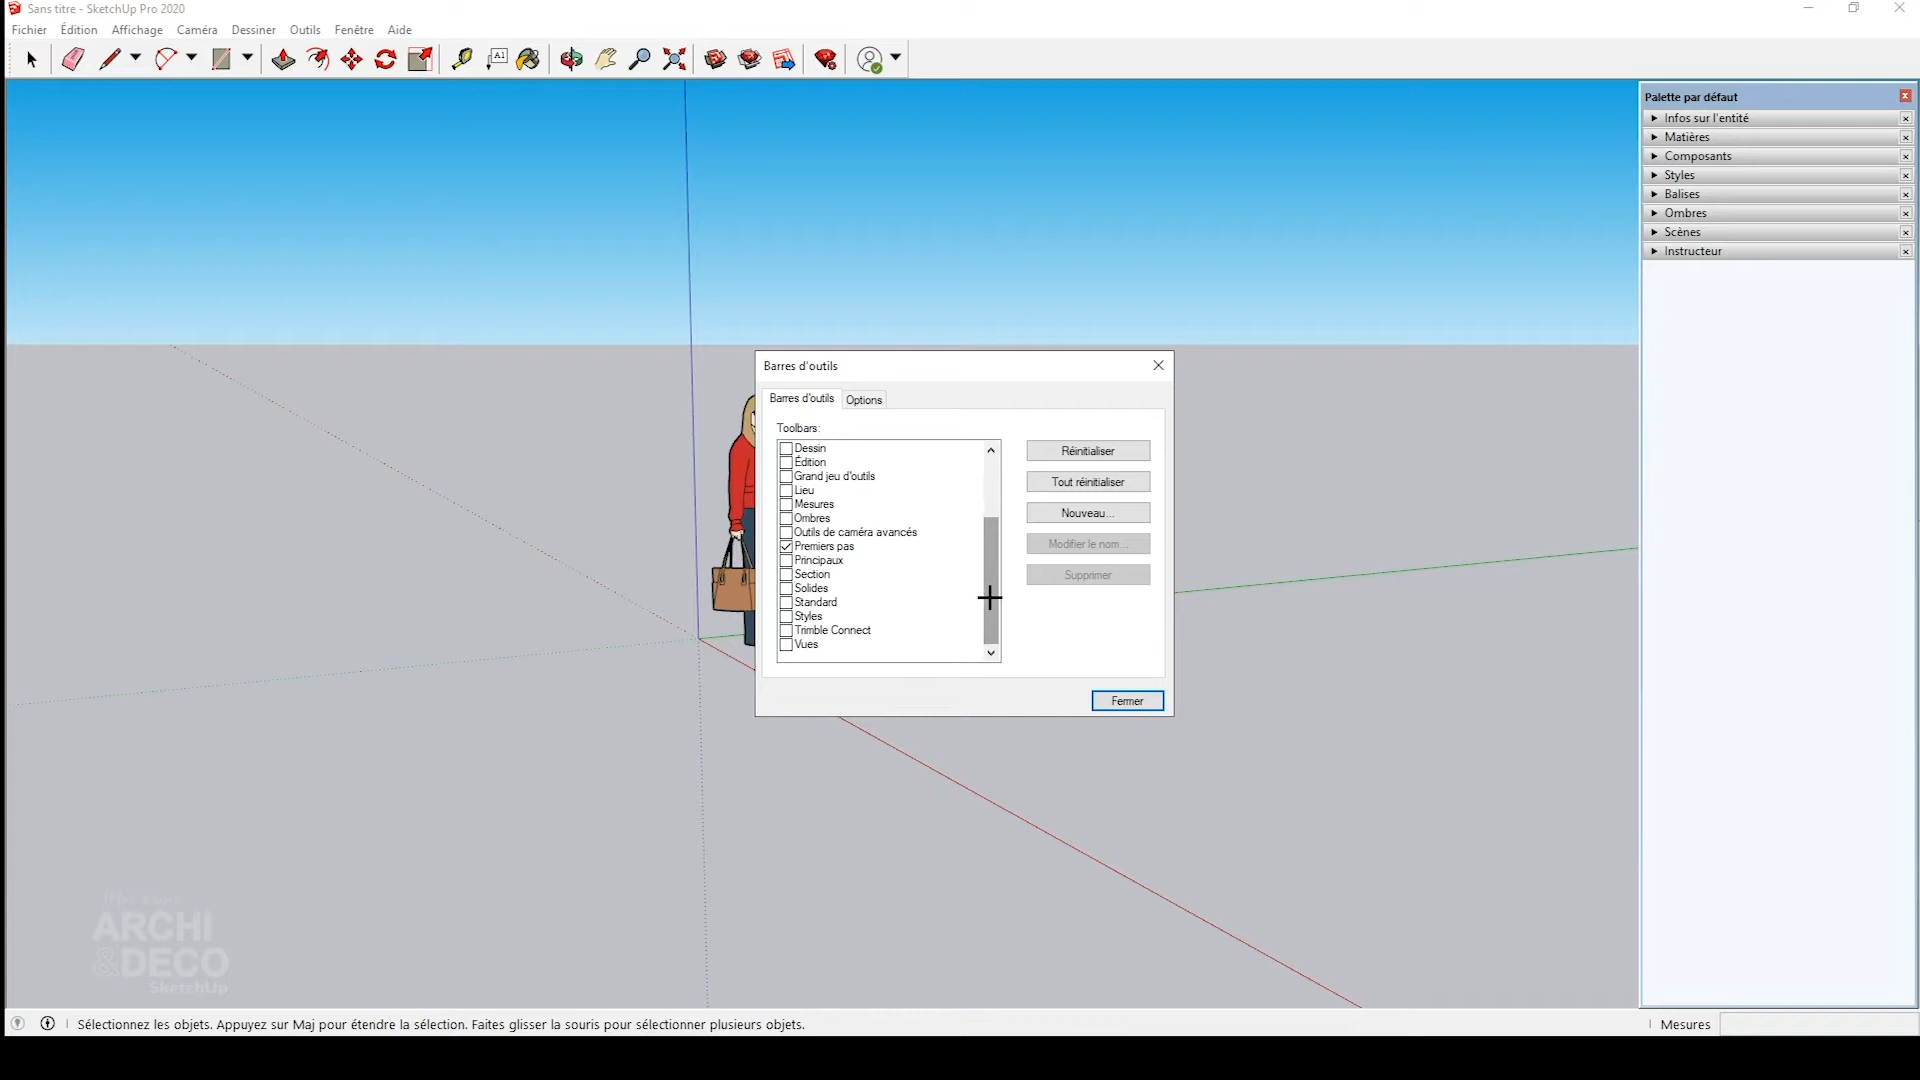 Sans titre - SketchUp Pro 2020
Fichier Édition Affichage Caméra Dessiner Outils Fenêtre Aide
A1
Palette par défaut
Infos sur l'entité
Matières
Composants
Styles
Balises
Ombres
Scènes
Instructeur
Barres d'outils
Barres d'outils Options
Toolbars:
Dessin
Édition
Grand jeu d'outils
Lieu
Mesures
Ombres
Outils de caméra avancés
Premiers pas
Principaux
Section
Solides
Standard
Styles
Trimble Connect
Vues
Réinitialiser
Tout réinitialiser
Nouveau...
Modifier le nom...
Supprimer
Fermer
ARCHI
&DECO
SketchUp
Sélectionnez les objets. Appuyez sur Maj pour étendre la sélection. Faites glisser la souris pour sélectionner plusieurs objets.
Mesures